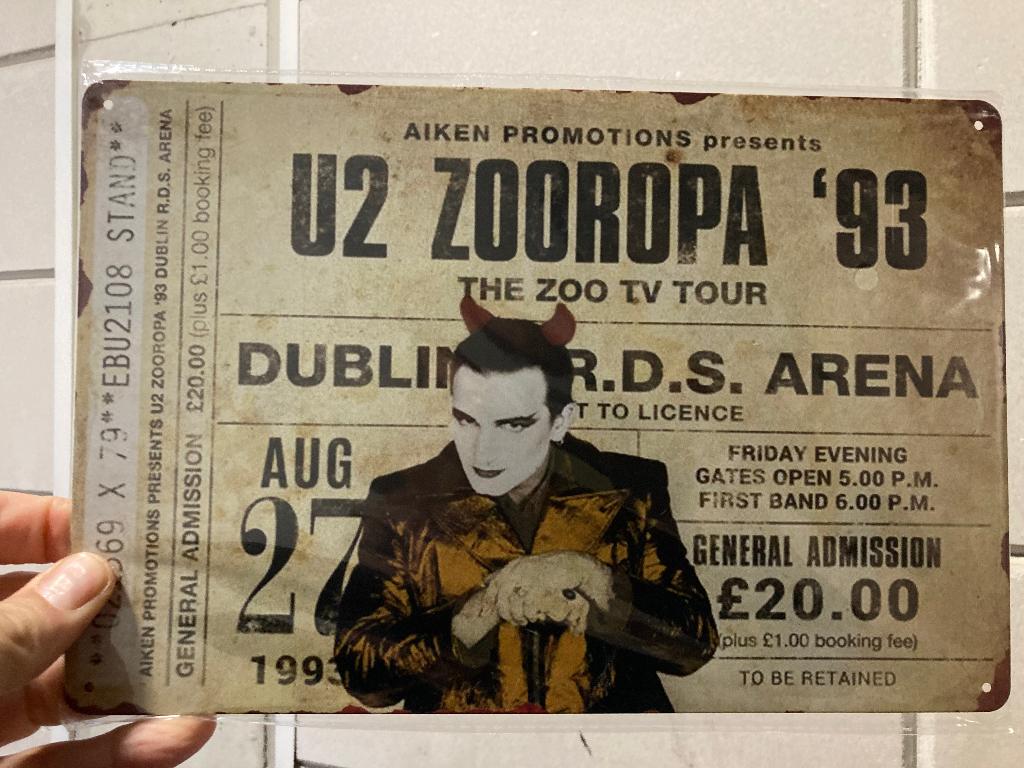 EBU2108 STAND**
AIKEN PROMOTIONS PRESENTS U2 ZOOROPA '93 DUBLIN R.D.S. ARENA
GENERAL ADMISSION £20.00 (plus £1.00 booking fee)
AIKEN PROMOTIONS presents
U2 ZOOROPA '93
THE ZOO TV TOUR
DUBLIN R.D.S. ARENA
T TO LICENCE
AUG
27
1993
FRIDAY EVENING
GATES OPEN 5.00 P.M.
FIRST BAND 6.00 P.M.
GENERAL ADMISSION
£20.00
(plus £1.00 booking fee)
TO BE RETAINED